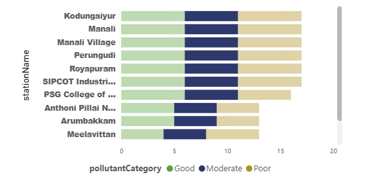 Kodungaiyur
Manali
Manali Village
Perungudi
Royapuram
SIPCOT Industri...
PSG College of ...
Anthoni Pillai N...
Arumbakkam
Meelavittan
stationName
0 5 10 15 20
pollutantCategory Good Moderate Poor